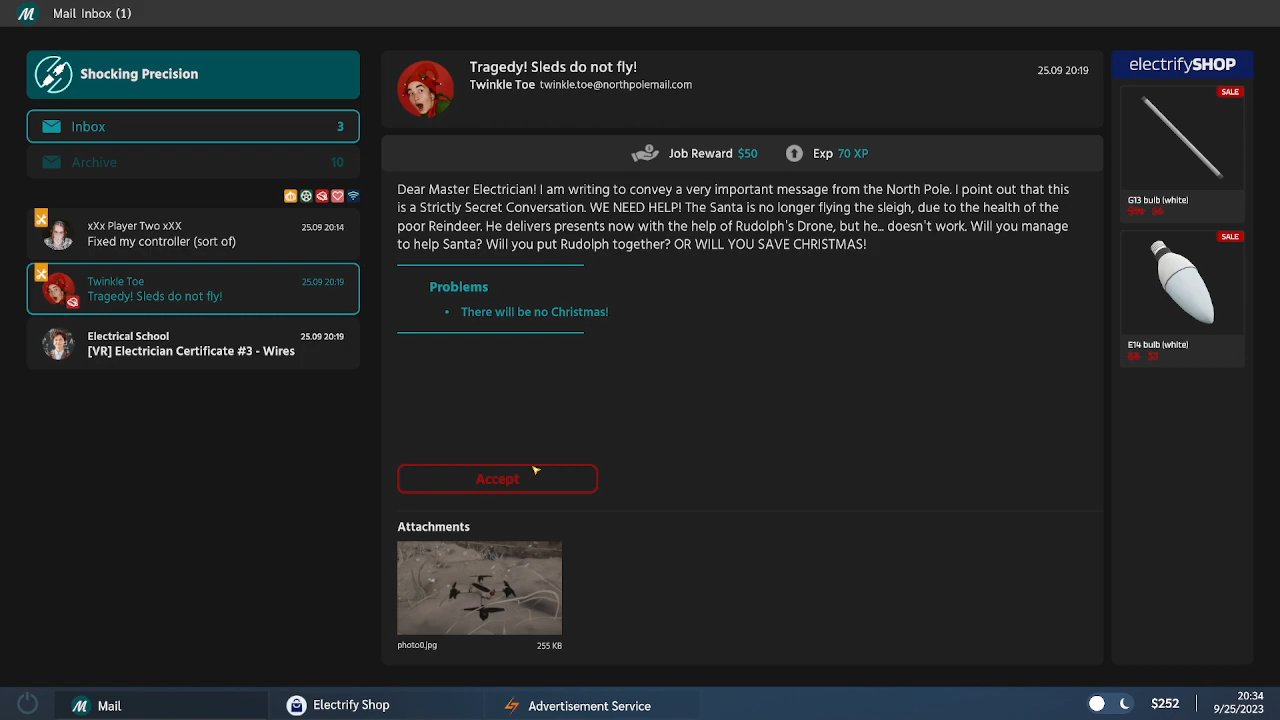 Mail Inbox (1)
Shocking Precision
Inbox 3
Archive 10
xXx Player Two xXX 25.09 20:14
Fixed my controller (sort of)
Twinkle Toe 25.09 20:19
Tragedy! Sleds do not fly!
Electrical School 25.09 20:19
[VR] Electrician Certificate #3 - Wires
Tragedy! Sleds do not fly! 25.09 20:19
Twinkle Toe twinkle.toe@northpolemail.com
Job Reward $50 Exp 70 XP
Dear Master Electrician! I am writing to convey a very important message from the North Pole. I point out that this
is a Strictly Secret Conversation. WE NEED HELP! The Santa is no longer flying the sleigh, due to the health of the
poor Reindeer. He delivers presents now with the help of Rudolph's Drone, but he... doesn't work. Will you manage
to help Santa? Will you put Rudolph together? OR WILL YOU SAVE CHRISTMAS!
Problems
• There will be no Christmas!
Accept
Attachments
photo0.jpg 255 KB
electrifySHOP
SALE
G13 bulb (white)
SALE
E14 bulb (white)
$3
Mail
Electrify Shop
Advertisement Service
$252
20:34
9/25/2023